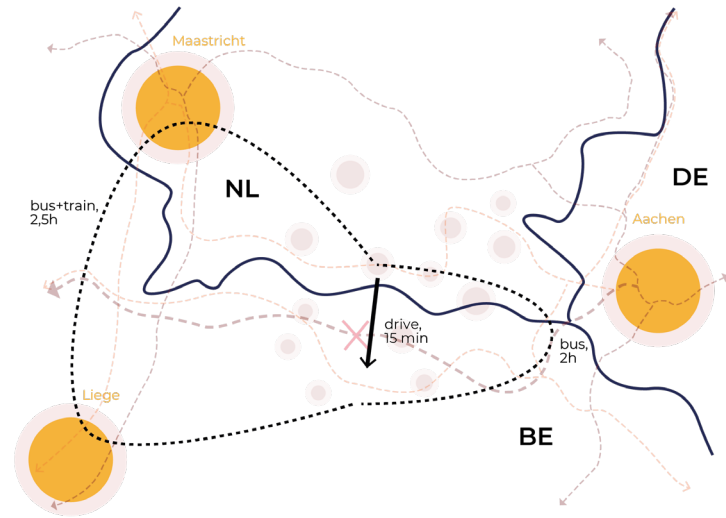 Maastricht
NL
DE
bus+train,
2,5h
Aachen
drive,
15 min
bus,
2h
Liege
BE